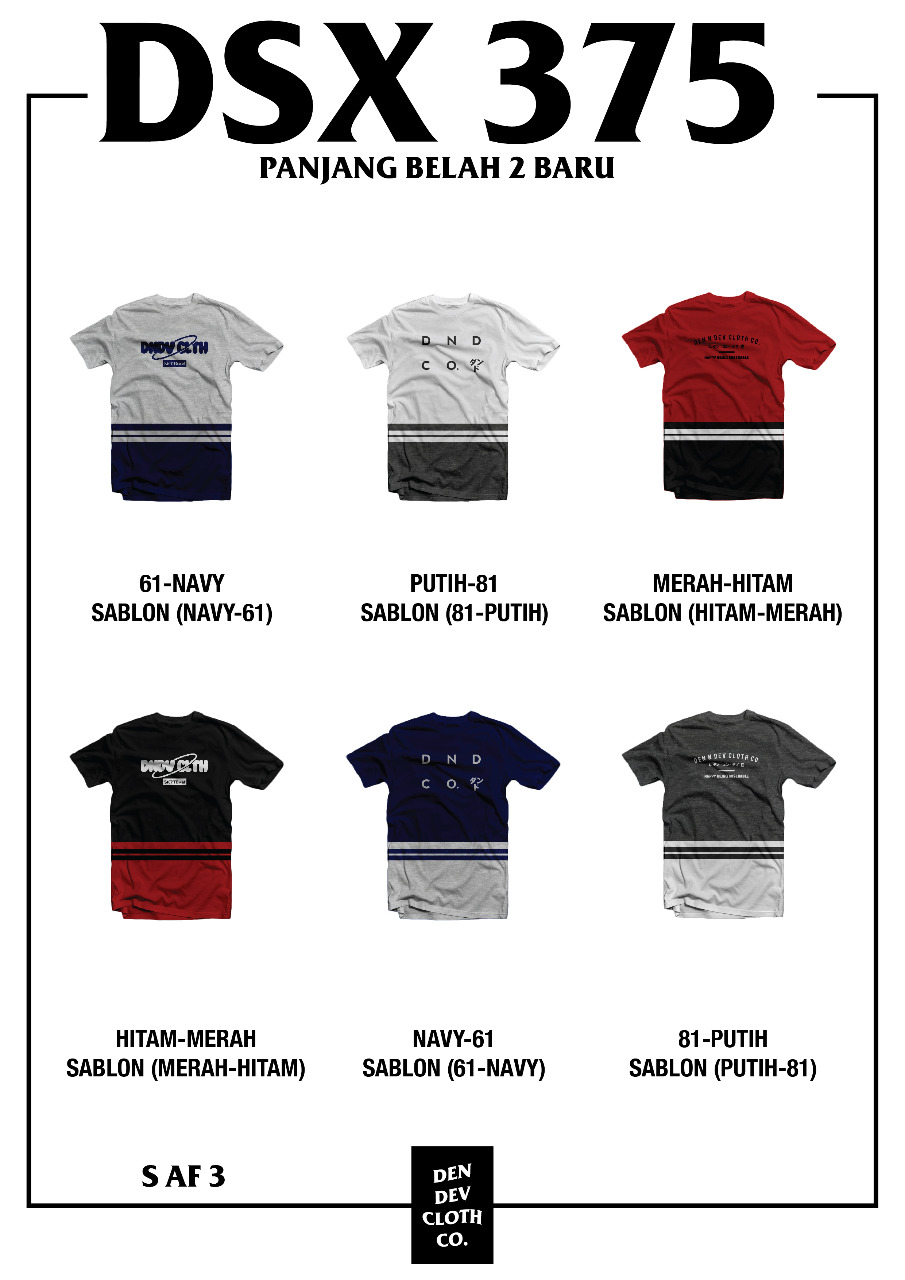 DSX 375
PANJANG BELAH 2 BARU
DNDV CLTH
D N D
C O. ダン
ド
DEN N DEV CLOTH CO.
61-NAVY
SABLON (NAVY-61)
PUTIH-81
SABLON (81-PUTIH)
MERAH-HITAM
SABLON (HITAM-MERAH)
DNDV CLTH
D N D
C O. ダン
ド
DEN N DEV CLOTH CO.
HITAM-MERAH
SABLON (MERAH-HITAM)
NAVY-61
SABLON (61-NAVY)
81-PUTIH
SABLON (PUTIH-81)
S AF 3
DEN
DEV
CLOTH
CO.